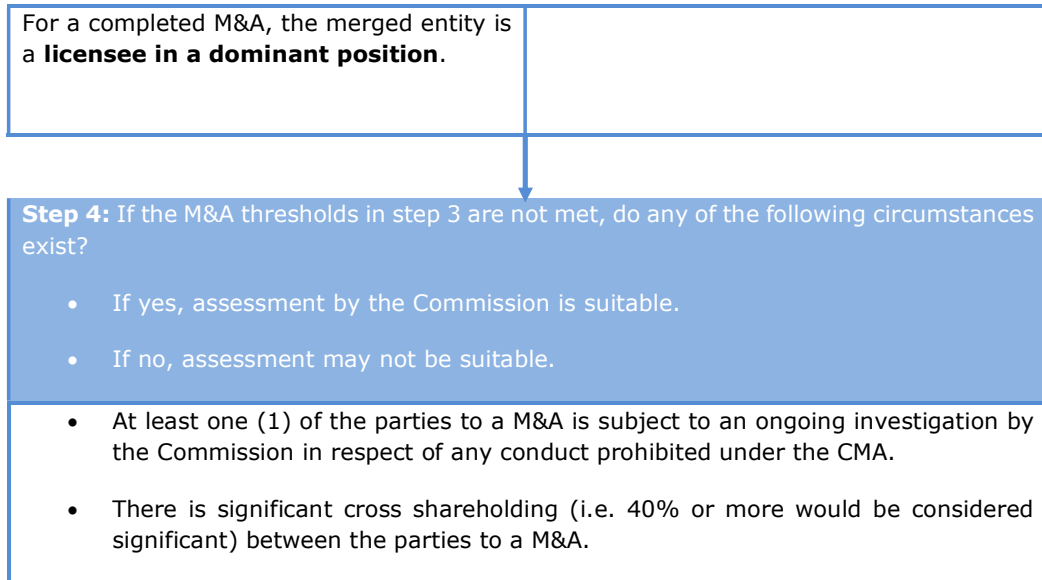 For a completed M&A, the merged entity is
a licensee in a dominant position.
Step 4: If the M&A thresholds in step 3 are not met, do any of the following circumstances
exist?
• If yes, assessment by the Commission is suitable.
• If no, assessment may not be suitable.
• At least one (1) of the parties to a M&A is subject to an ongoing investigation by
the Commission in respect of any conduct prohibited under the CMA.
• There is significant cross shareholding (i.e. 40% or more would be considered
significant) between the parties to a M&A.